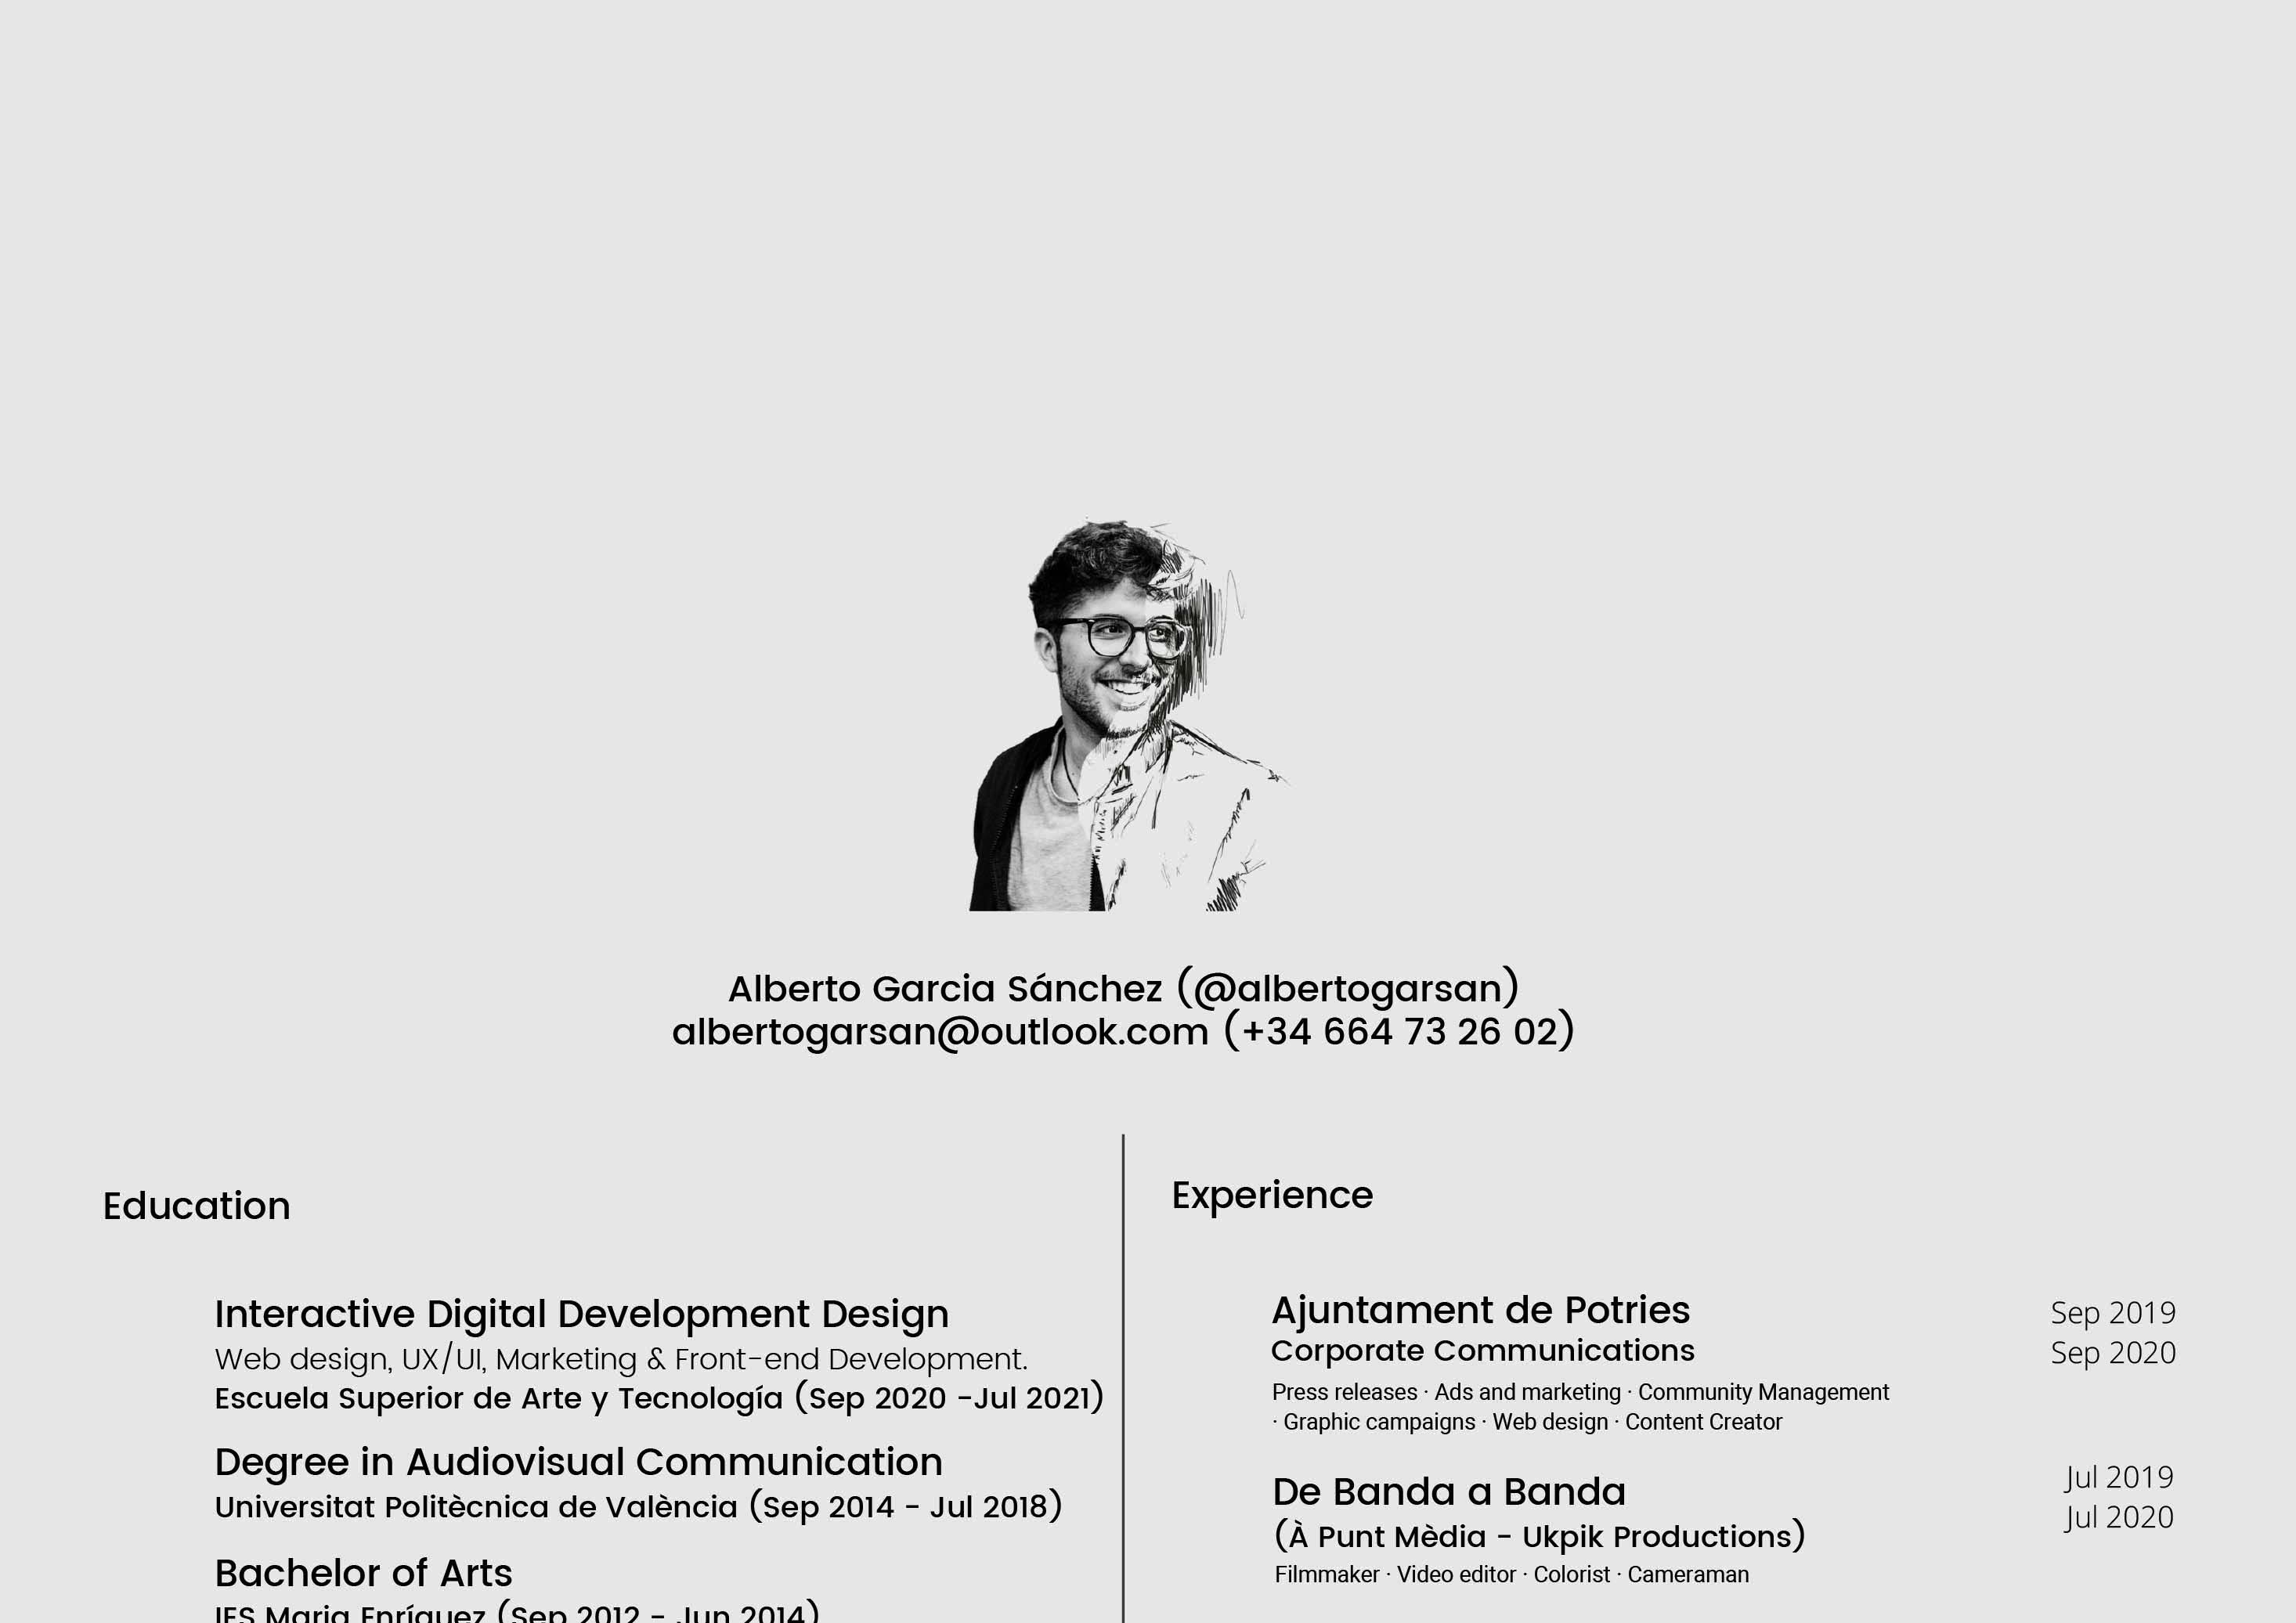 Alberto Garcia Sánchez (@albertogarsan)
albertogarsan@outlook.com (+34 664 73 26 02)
Education
Interactive Digital Development Design
Web design, UX/UI, Marketing & Front-end Development.
Escuela Superior de Arte y Tecnología (Sep 2020 -Jul 2021)
Degree in Audiovisual Communication
Universitat Politècnica de València (Sep 2014 - Jul 2018)
Bachelor of Arts
IES Maria Enríquez (Sep 2012 - Jun 2014)
Experience
Ajuntament de Potries
Sep 2019
Corporate Communications
Sep 2020
Press releases · Ads and marketing · Community Management
· Graphic campaigns · Web design · Content Creator
De Banda a Banda
Jul 2019
(À Punt Mèdia - Ukpik Productions)
Jul 2020
Filmmaker · Video editor · Colorist · Cameraman